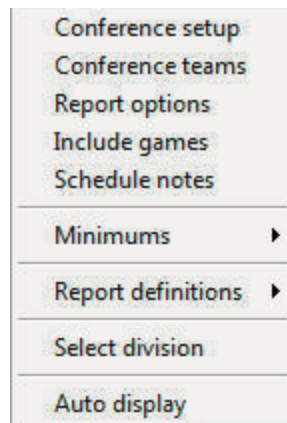 Conference setup
Conference teams
Report options
Include games
Schedule notes
Minimums
Report definitions
Select division
Auto display